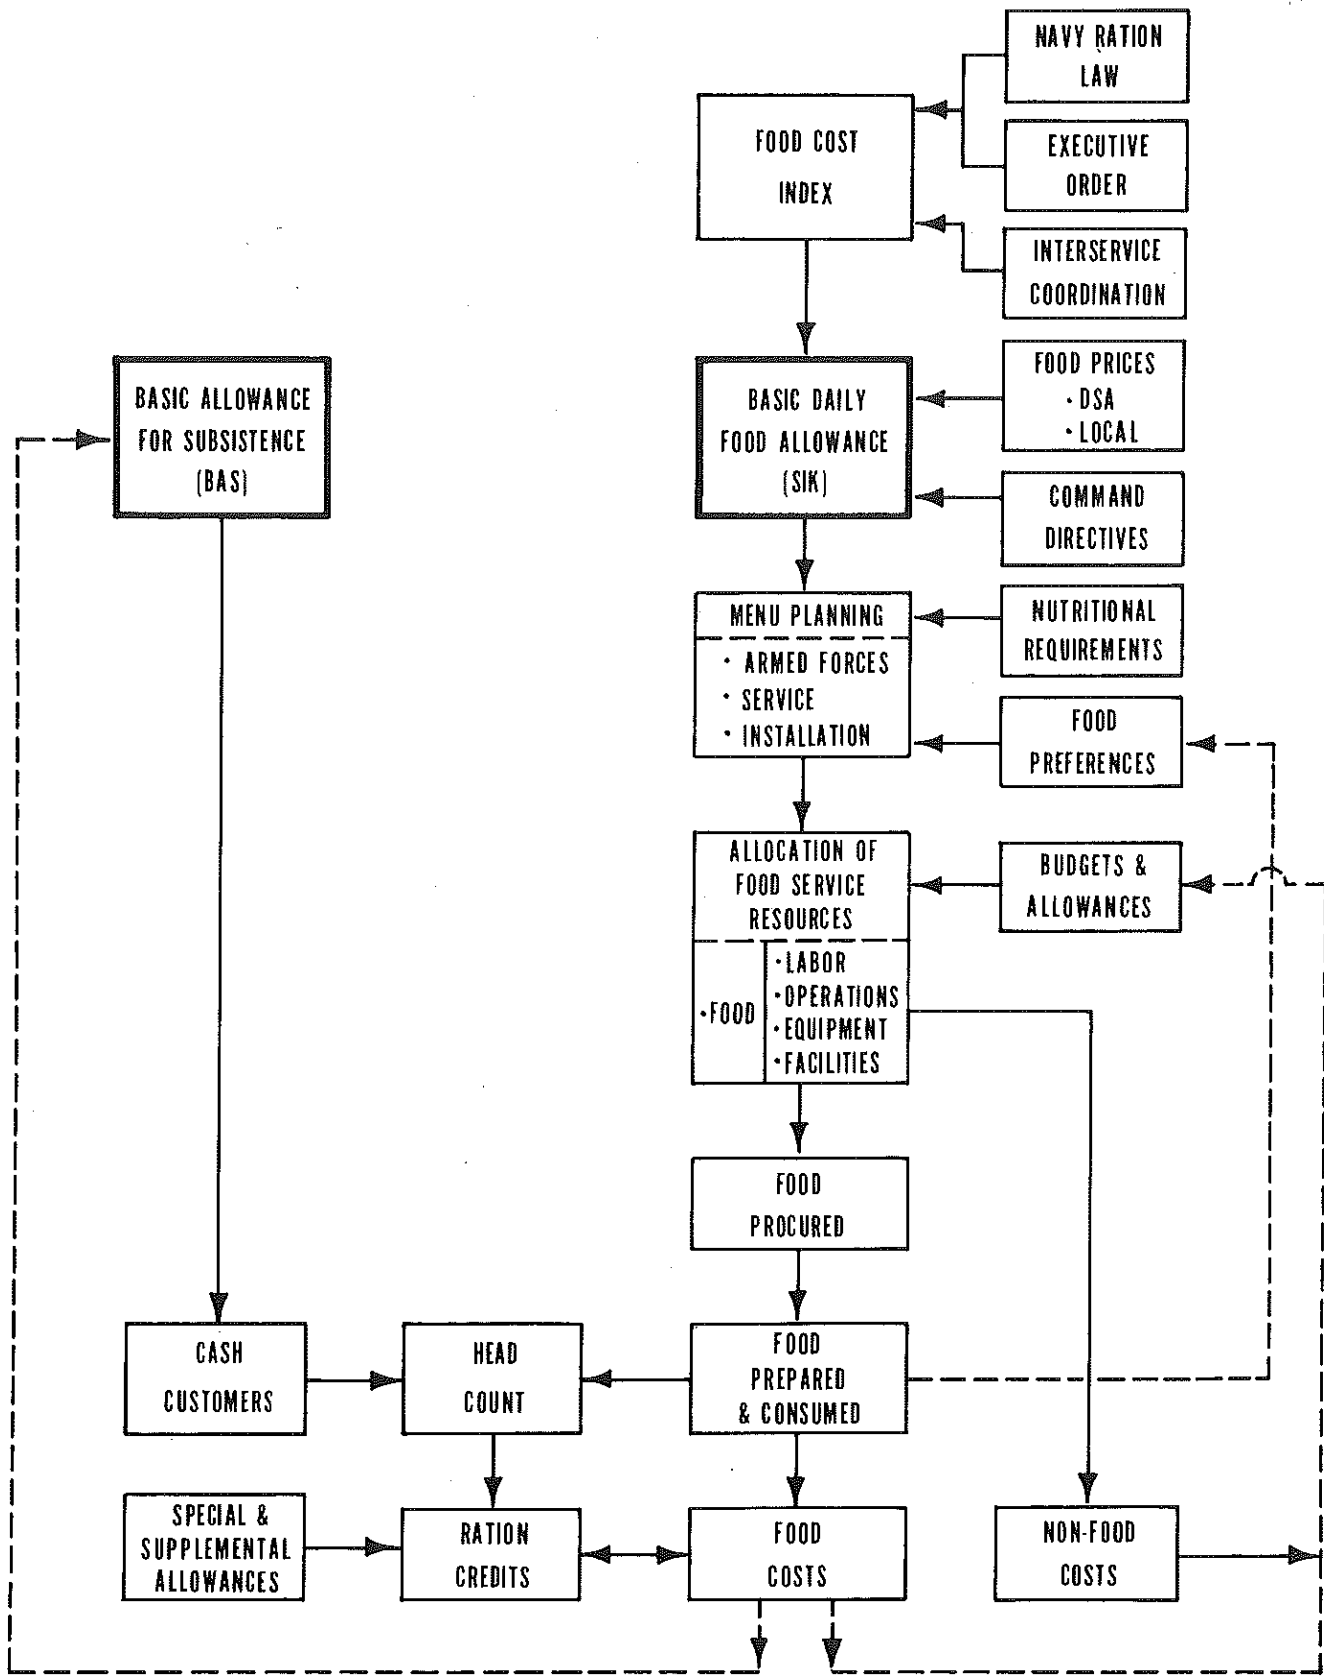 NAVY RATION
LAW
FOOD COST
INDEX
EXECUTIVE
ORDER
INTERSERVICE
COORDINATION
BASIC ALLOWANCE
FOR SUBSISTENCE
(BAS)
BASIC DAILY
FOOD ALLOWANCE
(SIK)
FOOD PRICES
· DSA
· LOCAL
COMMAND
DIRECTIVES
MENU PLANNING
· ARMED FORCES
· SERVICE
· INSTALLATION
NUTRITIONAL
REQUIREMENTS
FOOD
PREFERENCES
ALLOCATION OF
FOOD SERVICE
RESOURCES
BUDGETS &
ALLOWANCES
· FOOD
· LABOR
· OPERATIONS
· EQUIPMENT
· FACILITIES
FOOD
PROCURED
CASH
CUSTOMERS
HEAD
COUNT
FOOD
PREPARED
& CONSUMED
SPECIAL &
SUPPLEMENTAL
ALLOWANCES
RATION
CREDITS
FOOD
COSTS
NON-FOOD
COSTS